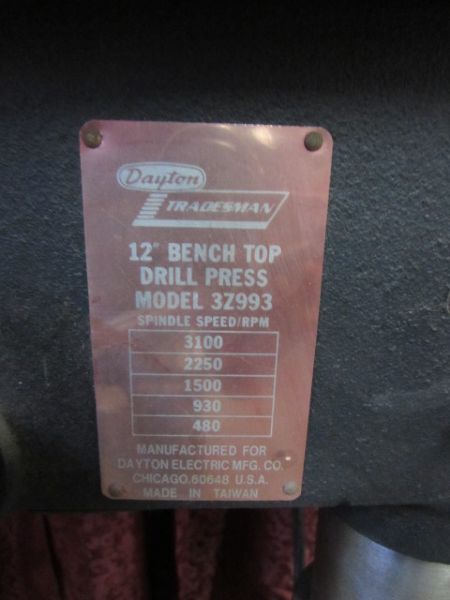 Dayton
TRADESMAN
12" BENCH TOP
DRILL PRESS
MODEL 3Z993
SPINDLE SPEED/RPM
3100
2250
1500
930
480
MANUFACTURED FOR
DAYTON ELECTRIC MFG. CO.
CHICAGO.60648 U.S.A.
MADE IN TAIWAN